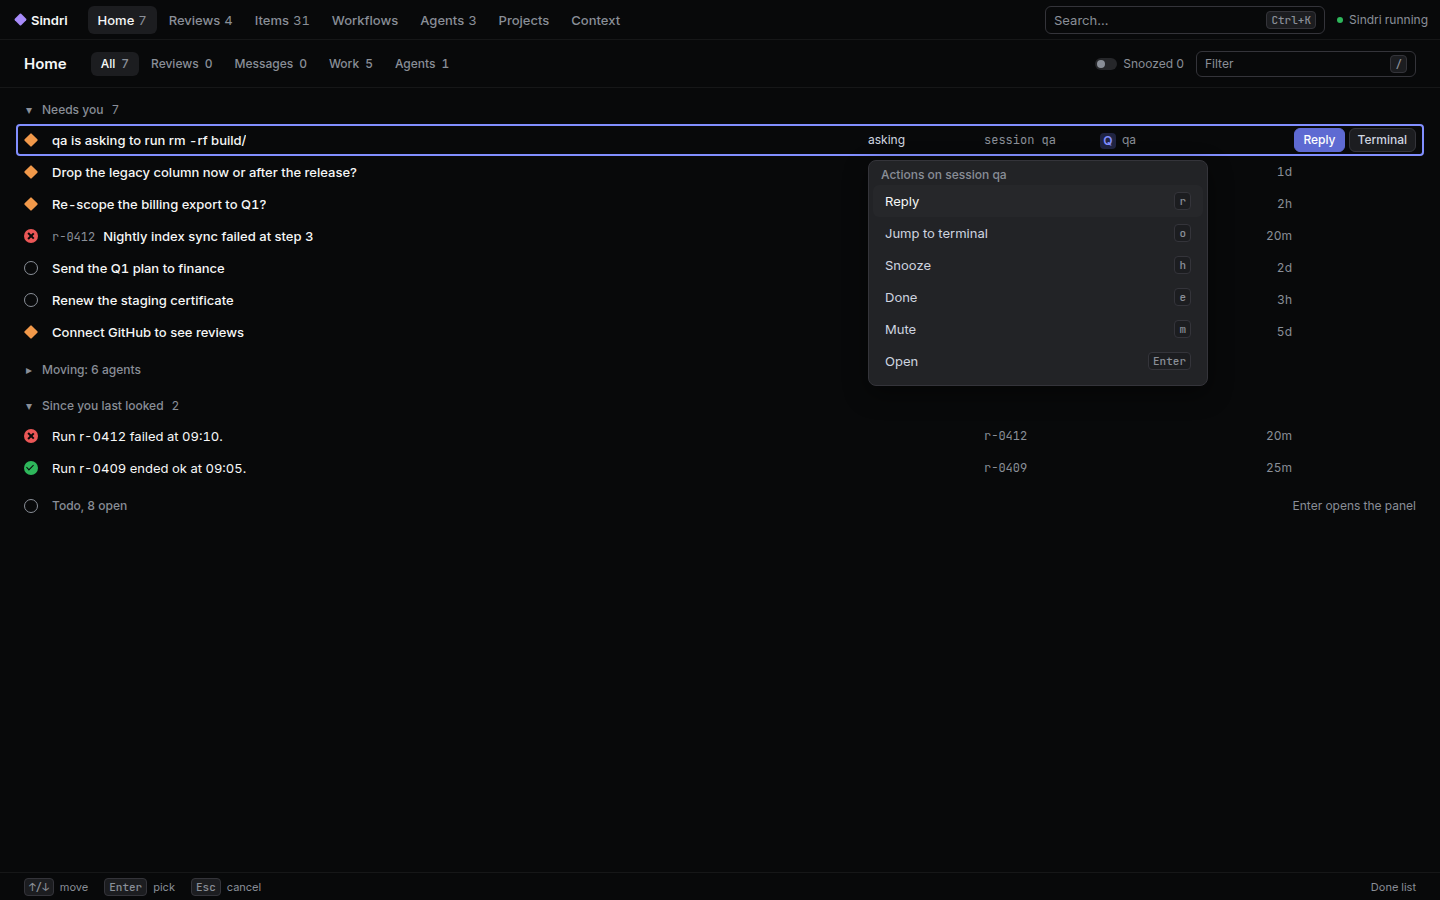 Sindri Home 7 Reviews 4 Items 31 Workflows Agents 3 Projects Context Search... Ctrl+K Sindri running
Home All 7 Reviews 0 Messages 0 Work 5 Agents 1 Snoozed 0 Filter /
Needs you 7
qa is asking to run rm -rf build/ asking session qa Q qa Reply Terminal
Drop the legacy column now or after the release? 1d
Actions on session qa
Reply r
Jump to terminal o
Snooze h
Done e
Mute m
Open Enter
Re-scope the billing export to Q1? 2h
r-0412 Nightly index sync failed at step 3 20m
Send the Q1 plan to finance 2d
Renew the staging certificate 3h
Connect GitHub to see reviews 5d
Moving: 6 agents
Since you last looked 2
Run r-0412 failed at 09:10. r-0412 20m
Run r-0409 ended ok at 09:05. r-0409 25m
Todo, 8 open Enter opens the panel
↑/↓ move Enter pick Esc cancel Done list